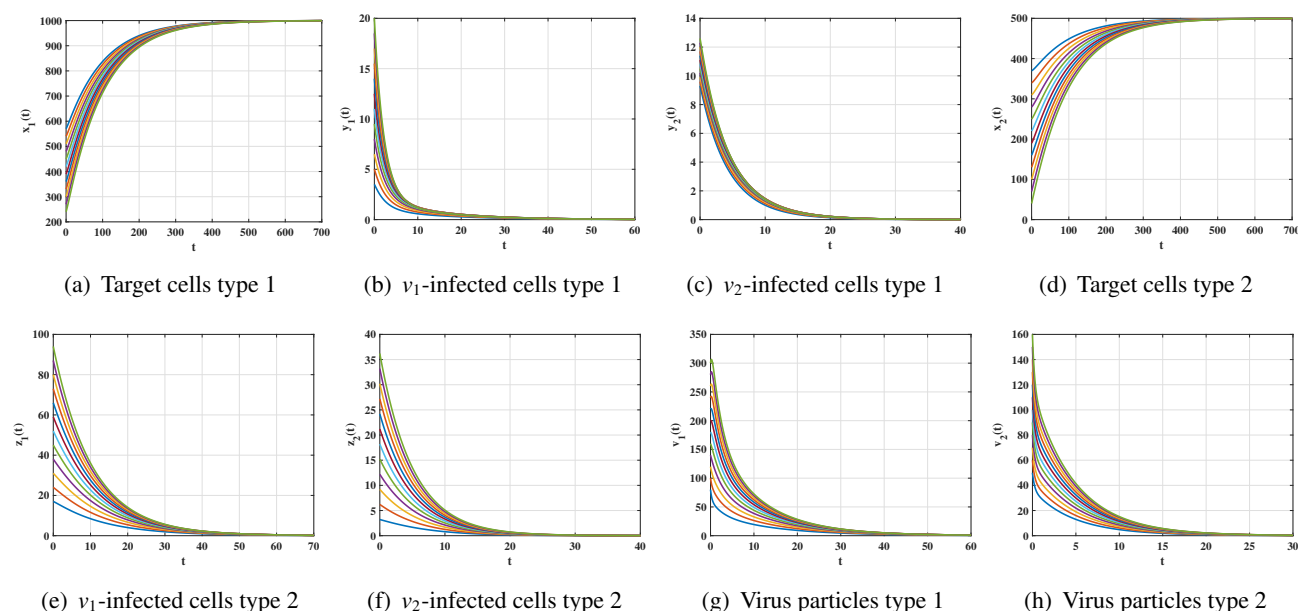 1000
900
800
700
600
500
400
300
200
x1(t)
0 100 200 300 400 500 600 700
t
(a) Target cells type 1
20
15
10
5
0
y1(t)
0 10 20 30 40 50 60
t
(b) v1-infected cells type 1
14
12
10
8
6
4
2
0
y2(t)
0 10 20 30 40
t
(c) v2-infected cells type 1
500
400
300
200
100
0
x2(t)
0 100 200 300 400 500 600 700
t
(d) Target cells type 2
100
80
60
40
20
0
z1(t)
0 10 20 30 40 50 60 70
t
(e) v1-infected cells type 2
40
35
30
25
20
15
10
5
0
z2(t)
0 10 20 30 40
t
(f) v2-infected cells type 2
350
300
250
200
150
100
50
0
v1(t)
0 10 20 30 40 50 60
t
(g) Virus particles type 1
160
140
120
100
80
60
40
20
0
v2(t)
0 5 10 15 20 25 30
t
(h) Virus particles type 2